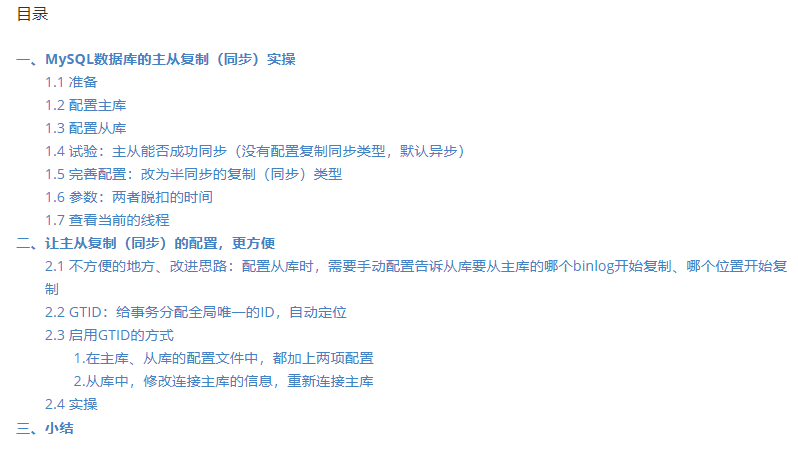 目录
一、MySQL数据库的主从复制（同步）实操
1.1 准备
1.2 配置主库
1.3 配置从库
1.4 试验：主从能否成功同步（没有配置复制同步类型，默认异步）
1.5 完善配置：改为半同步的复制（同步）类型
1.6 参数：两者脱扣的时间
1.7 查看当前的线程
二、让主从复制（同步）的配置，更方便
2.1 不方便的地方、改进思路：配置从库时，需要手动配置告诉从库要从主库的哪个binlog开始复制、哪个位置开始复
制
2.2 GTID：给事务分配全局唯一的ID，自动定位
2.3 启用GTID的方式
1.在主库、从库的配置文件中，都加上两项配置
2.从库中，修改连接主库的信息，重新连接主库
2.4 实操
三、小结